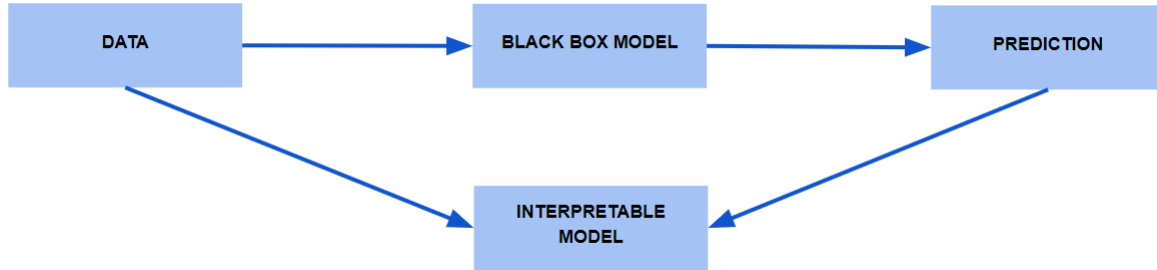 DATA
BLACK BOX MODEL
PREDICTION
INTERPRETABLE
MODEL